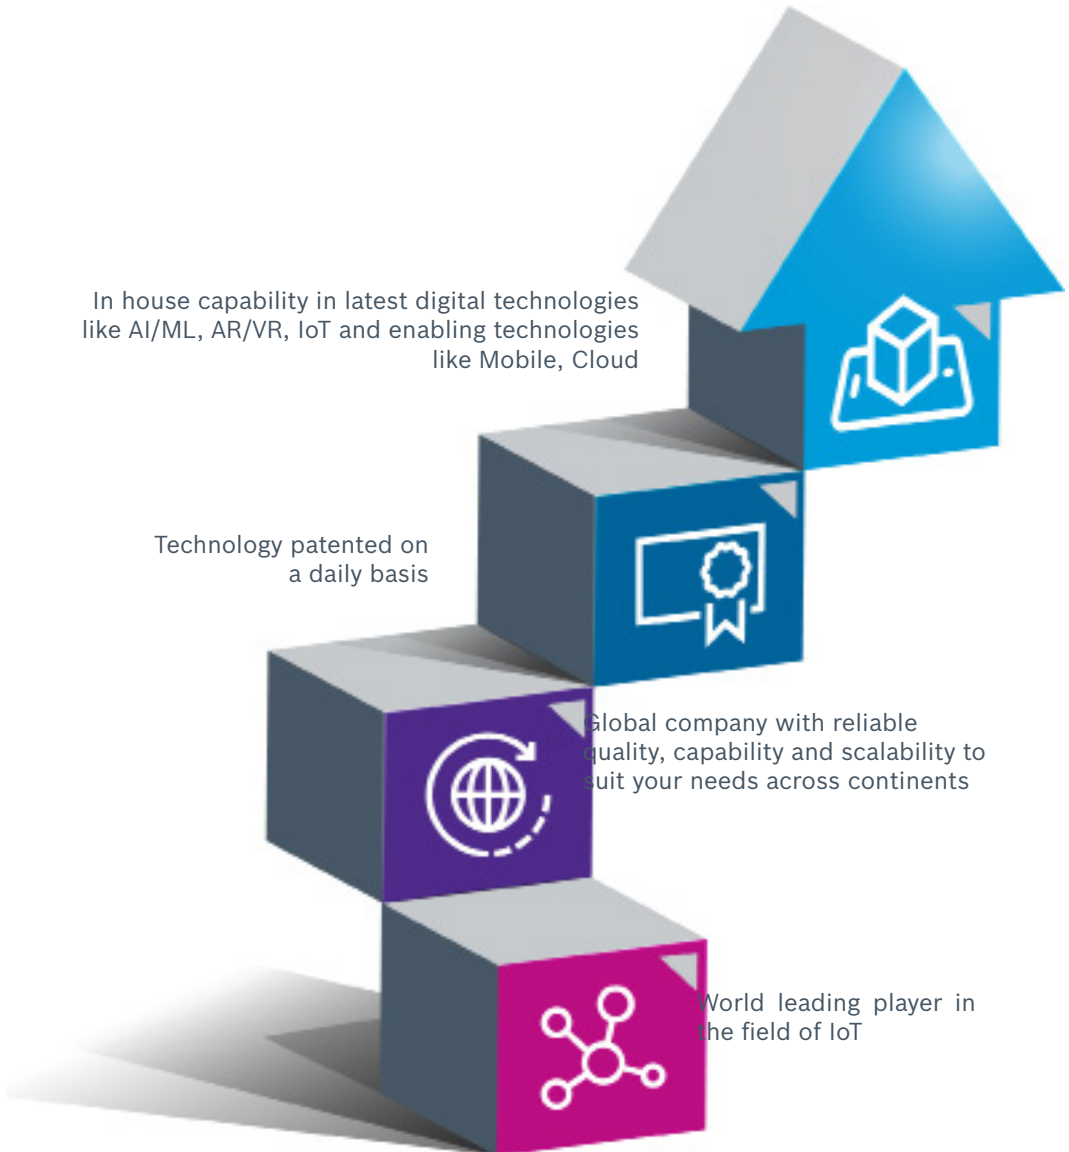 In house capability in latest digital technologies
like AI/ML, AR/VR, IoT and enabling technologies
like Mobile, Cloud
Technology patented on
a daily basis
Global company with reliable
quality, capability and scalability to
suit your needs across continents
World leading player in
the field of IoT